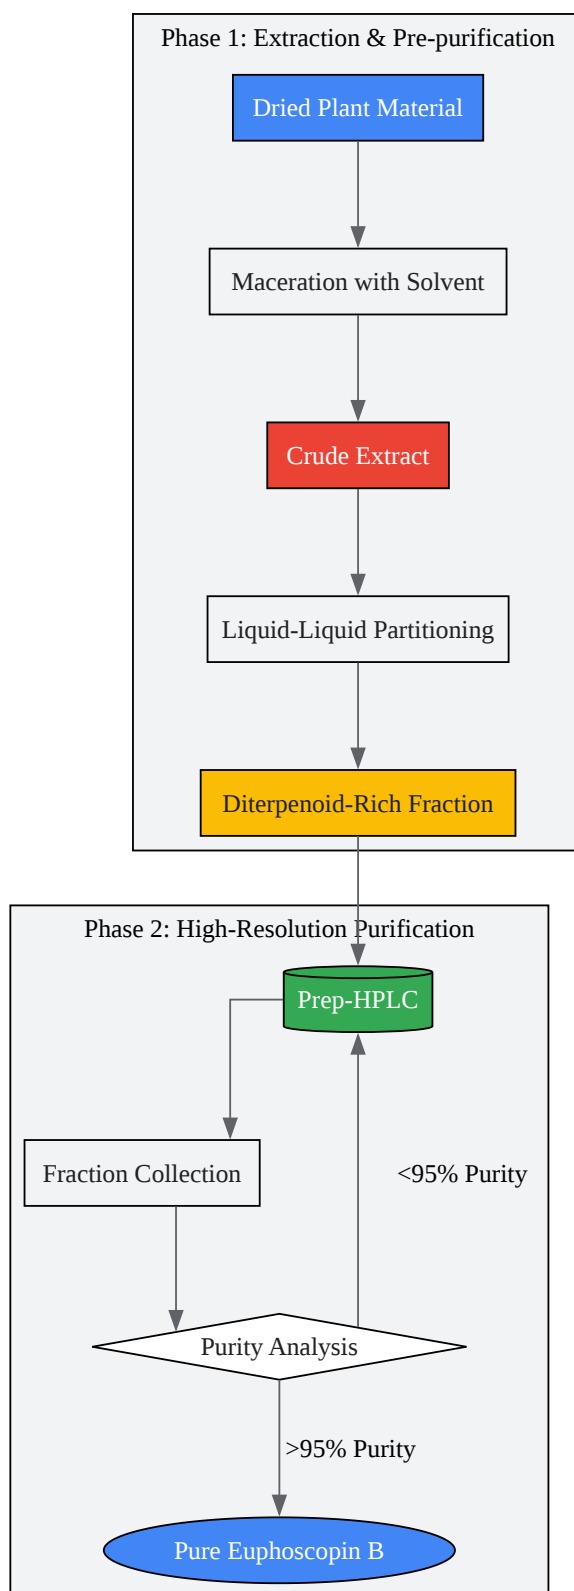 Phase 1: Extraction & Pre-purification
Dried Plant Material
Maceration with Solvent
Crude Extract
Liquid-Liquid Partitioning
Diterpenoid-Rich Fraction
Phase 2: High-Resolution Purification
Prep-HPLC
Fraction Collection
<95% Purity
Purity Analysis
>95% Purity
Pure Euphoscopin B